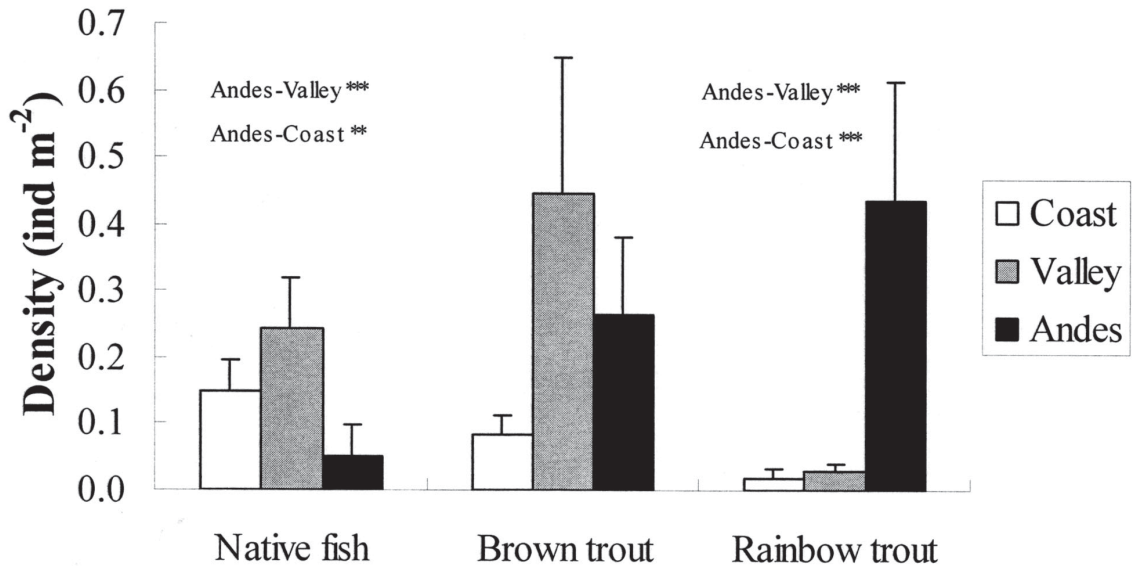 0.7
0.6
0.5
0.4
0.3
0.2
0.1
0.0
Density (ind m⁻²)
Andes-Valley ***
Andes-Coast **
Andes-Valley ***
Andes-Coast ***
Coast
Valley
Andes
Native fish
Brown trout
Rainbow trout